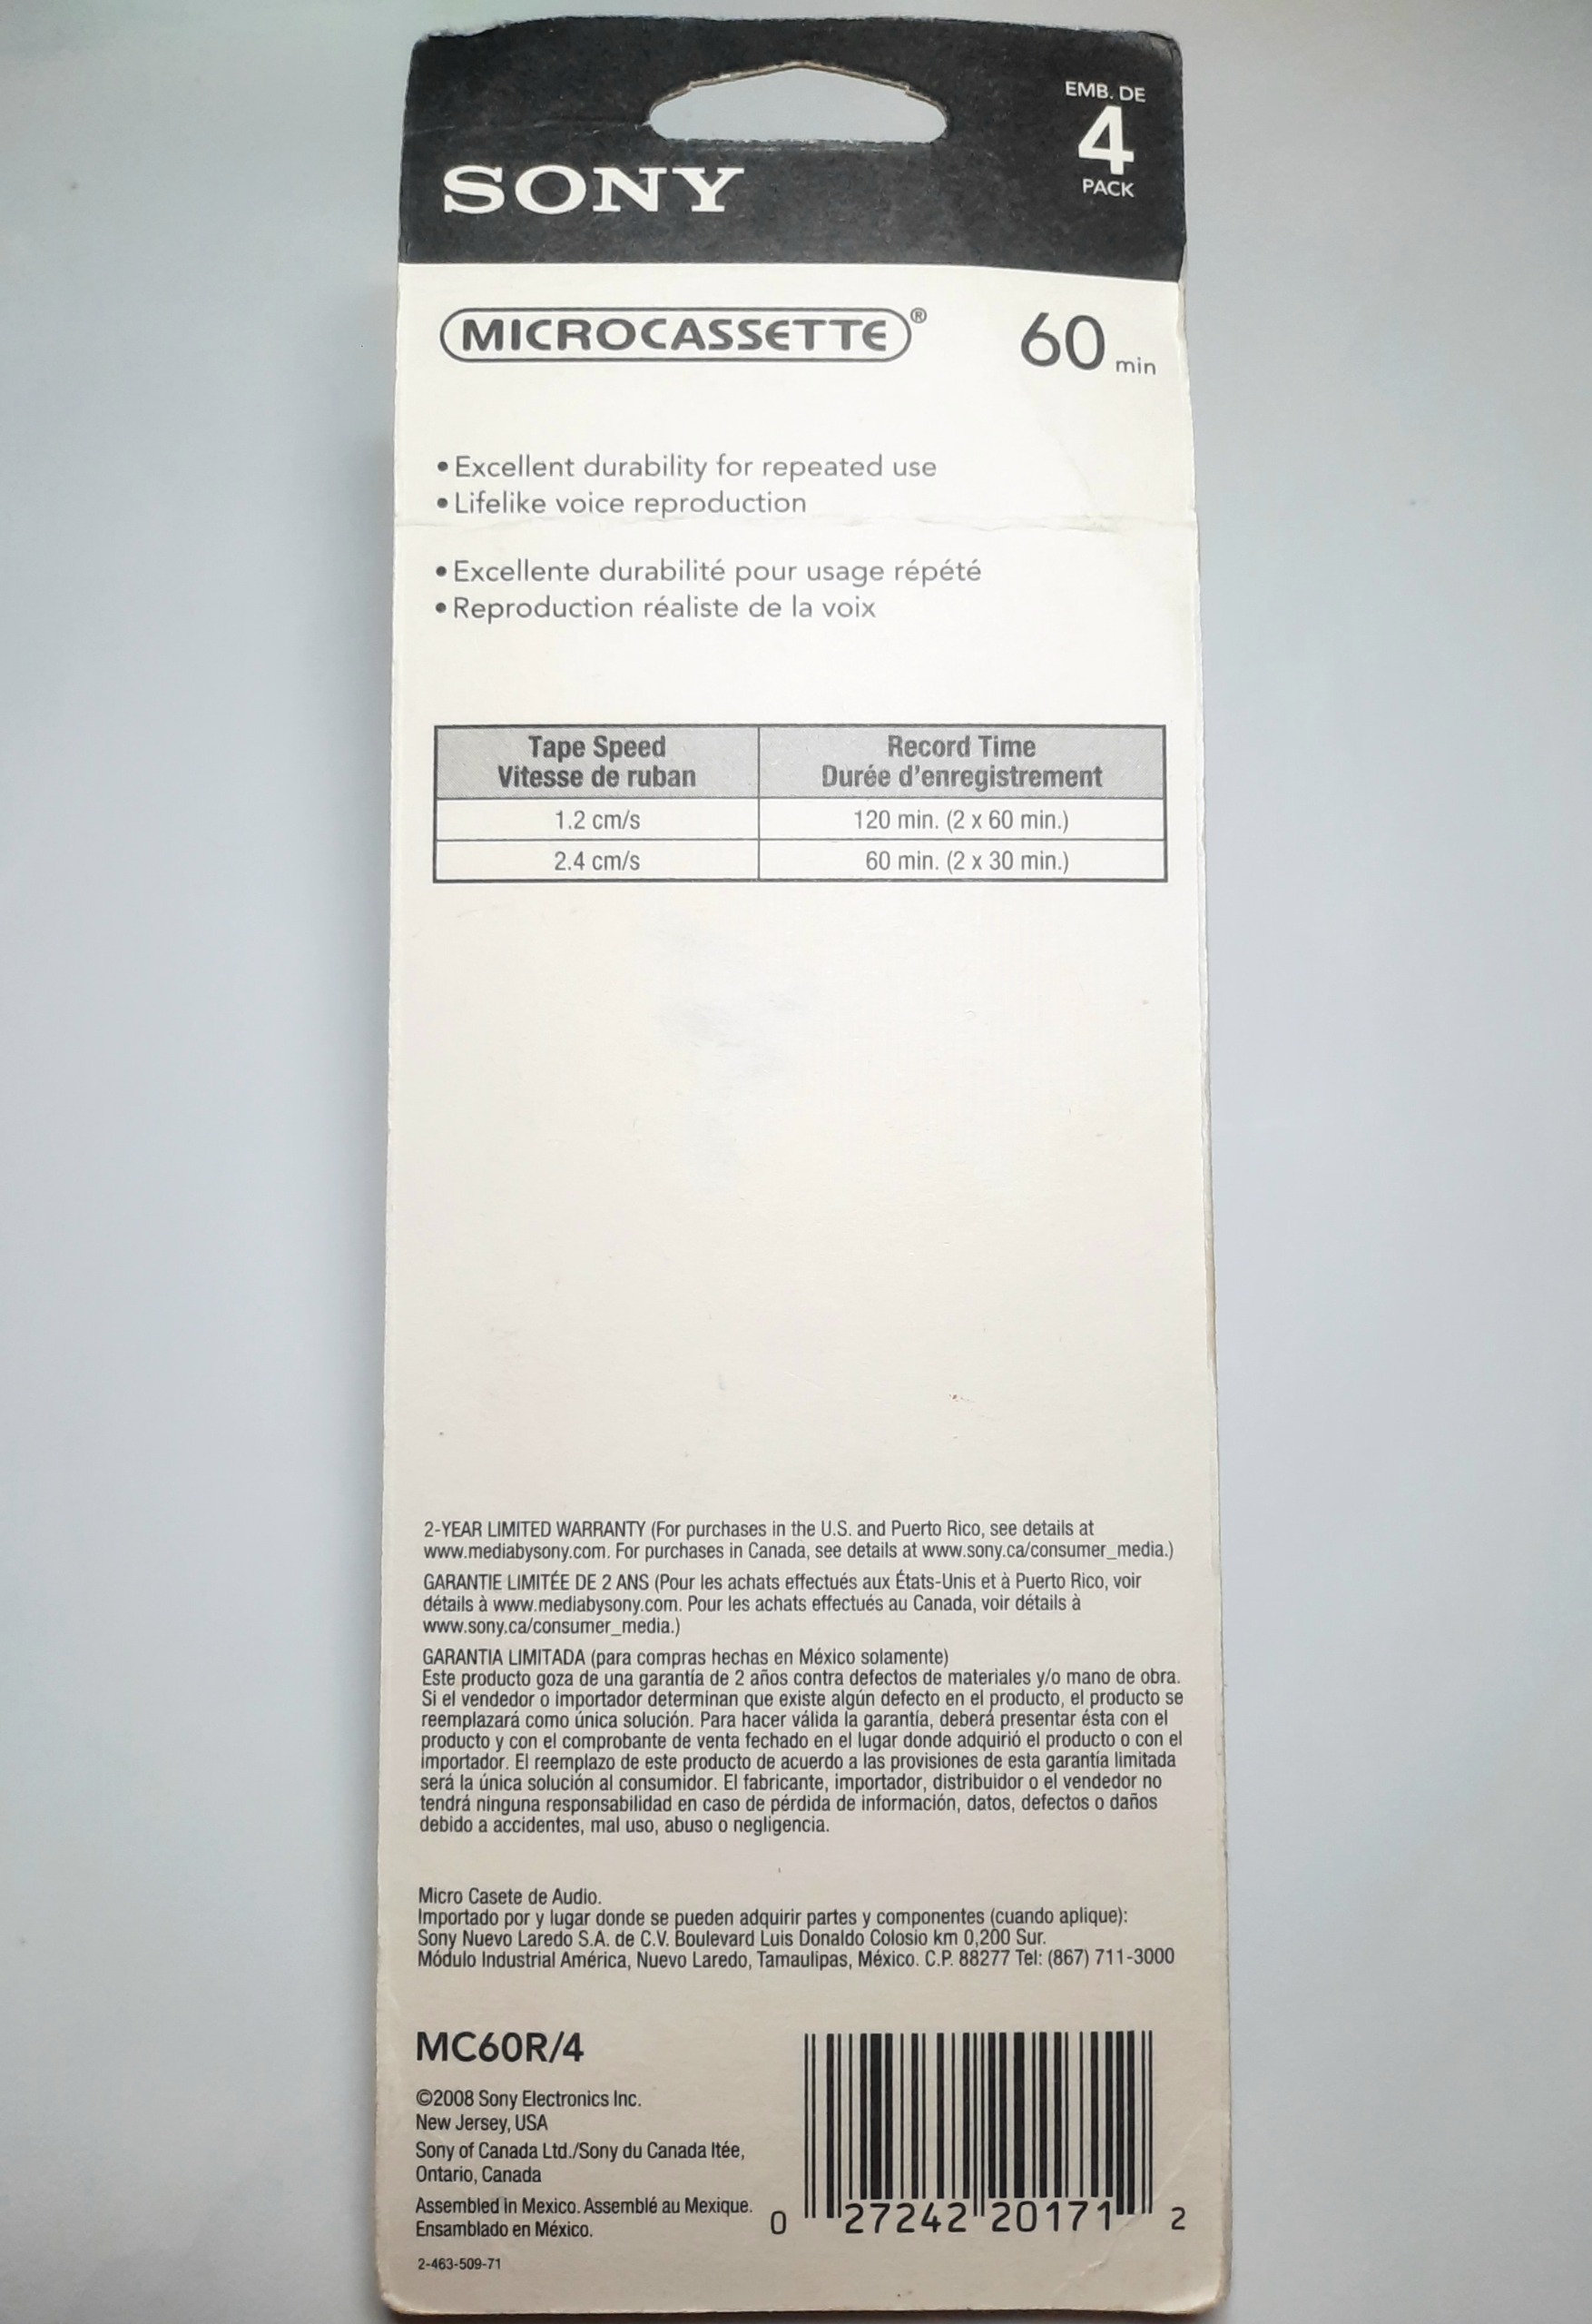 EMB. DE
4
PACK
SONY
MICROCASSETTE®
60 min
• Excellent durability for repeated use
• Lifelike voice reproduction
• Excellente durabilité pour usage répété
• Reproduction réaliste de la voix
Tape Speed Record Time
Vitesse de ruban Durée d'enregistrement
1.2 cm/s 120 min. (2 x 60 min.)
2.4 cm/s 60 min. (2 x 30 min.)
2-YEAR LIMITED WARRANTY (For purchases in the U.S. and Puerto Rico, see details at
www.mediabysony.com. For purchases in Canada, see details at www.sony.ca/consumer_media.)
GARANTIE LIMITÉE DE 2 ANS (Pour les achats effectués aux États-Unis et à Puerto Rico, voir
détails à www.mediabysony.com. Pour les achats effectués au Canada, voir détails à
www.sony.ca/consumer_media.)
GARANTIA LIMITADA (para compras hechas en México solamente)
Este producto goza de una garantía de 2 años contra defectos de materiales y/o mano de obra.
Si el vendedor o importador determinan que existe algún defecto en el producto, el producto se
reemplazará como única solución. Para hacer válida la garantía, deberá presentar ésta con el
producto y con el comprobante de venta fechado en el lugar donde adquirió el producto o con el
importador. El reemplazo de este producto de acuerdo a las provisiones de esta garantía limitada
será la única solución al consumidor. El fabricante, importador, distribuidor o el vendedor no
tendrá ninguna responsabilidad en caso de pérdida de información, datos, defectos o daños
debido a accidentes, mal uso, abuso o negligencia.
Micro Casete de Audio.
Importado por y lugar donde se pueden adquirir partes y componentes (cuando aplique):
Sony Nuevo Laredo S.A. de C.V. Boulevard Luis Donaldo Colosio km 0,200 Sur.
Módulo Industrial América, Nuevo Laredo, Tamaulipas, México. C.P. 88277 Tel: (867) 711-3000
MC60R/4
©2008 Sony Electronics Inc.
New Jersey, USA
Sony of Canada Ltd./Sony du Canada ltée,
Ontario, Canada
Assembled in Mexico. Assemblé au Mexique.
Ensamblado en México.
2-463-509-71
0 27242 20171 2